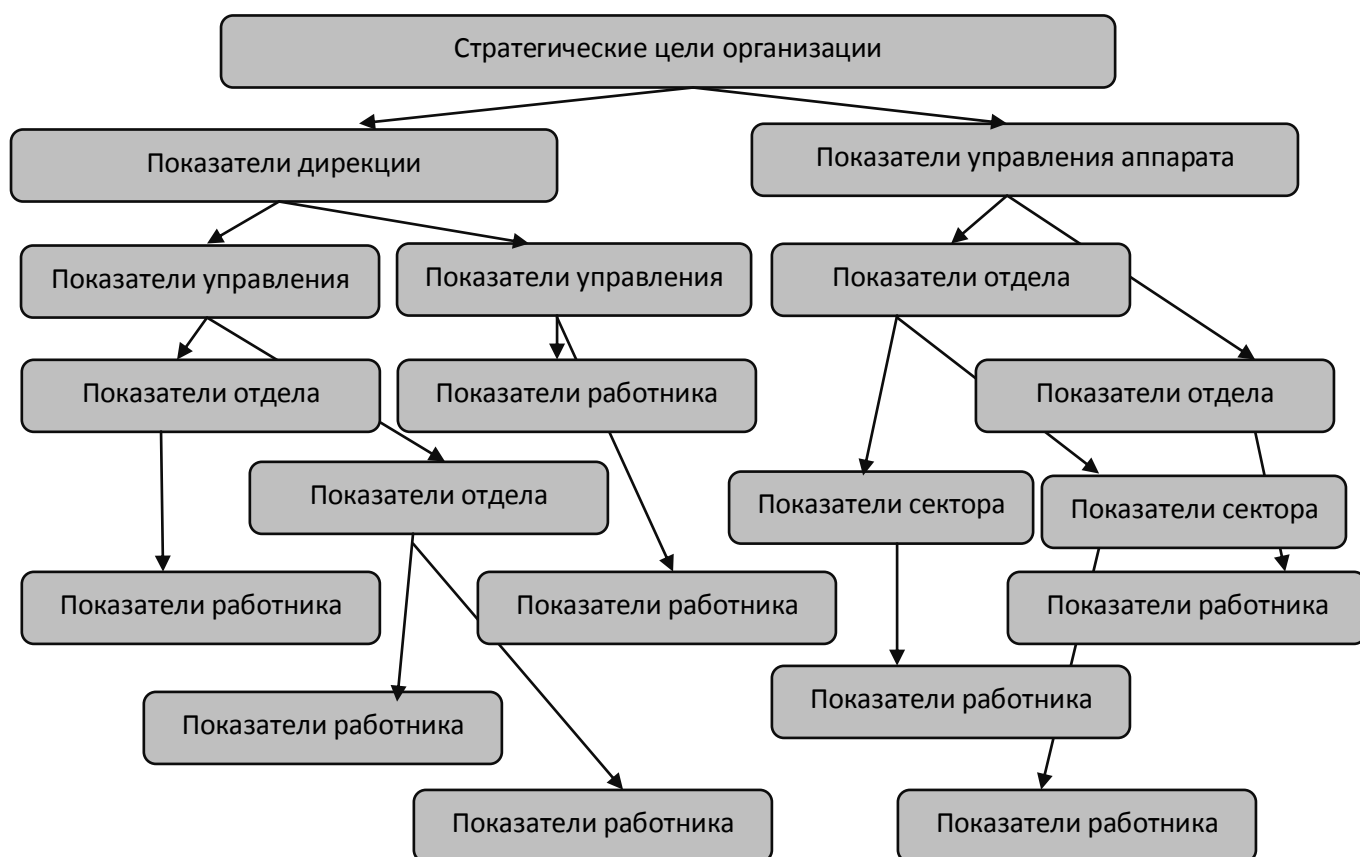 Стратегические цели организации
Показатели дирекции
Показатели управления аппарата
Показатели управления
Показатели управления
Показатели отдела
Показатели отдела
Показатели работника
Показатели отдела
Показатели отдела
Показатели сектора
Показатели сектора
Показатели работника
Показатели работника
Показатели работника
Показатели работника
Показатели работника
Показатели работника
Показатели работника